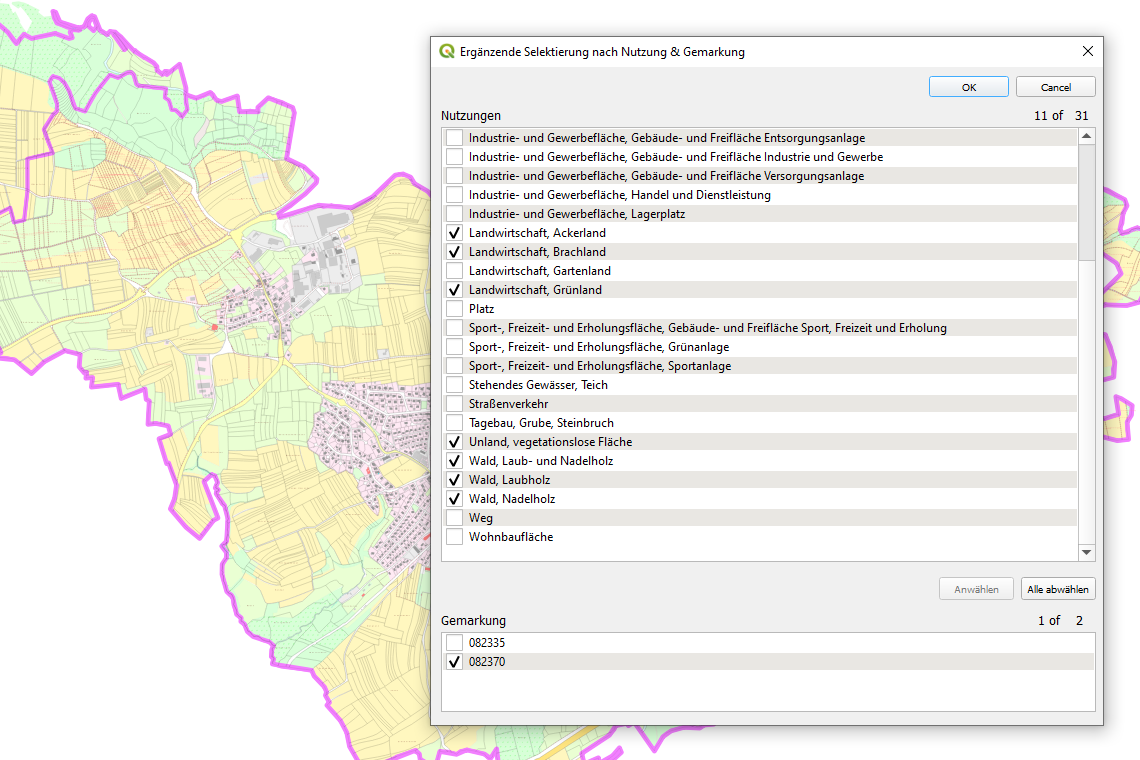 Ergänzende Selektierung nach Nutzung & Gemarkung
OK
Cancel
Nutzungen
11 of 31
Industrie- und Gewerbefläche, Gebäude- und Freifläche Entsorgungsanlage
Industrie- und Gewerbefläche, Gebäude- und Freifläche Industrie und Gewerbe
Industrie- und Gewerbefläche, Gebäude- und Freifläche Versorgungsanlage
Industrie- und Gewerbefläche, Handel und Dienstleistung
Industrie- und Gewerbefläche, Lagerplatz
Landwirtschaft, Ackerland
Landwirtschaft, Brachland
Landwirtschaft, Gartenland
Landwirtschaft, Grünland
Platz
Sport-, Freizeit- und Erholungsfläche, Gebäude- und Freifläche Sport, Freizeit und Erholung
Sport-, Freizeit- und Erholungsfläche, Grünanlage
Sport-, Freizeit- und Erholungsfläche, Sportanlage
Stehendes Gewässer, Teich
Straßenverkehr
Tagebau, Grube, Steinbruch
Unland, vegetationslose Fläche
Wald, Laub- und Nadelholz
Wald, Laubholz
Wald, Nadelholz
Weg
Wohnbaufläche
Anwählen
Alle abwählen
Gemarkung
1 of 2
082335
082370